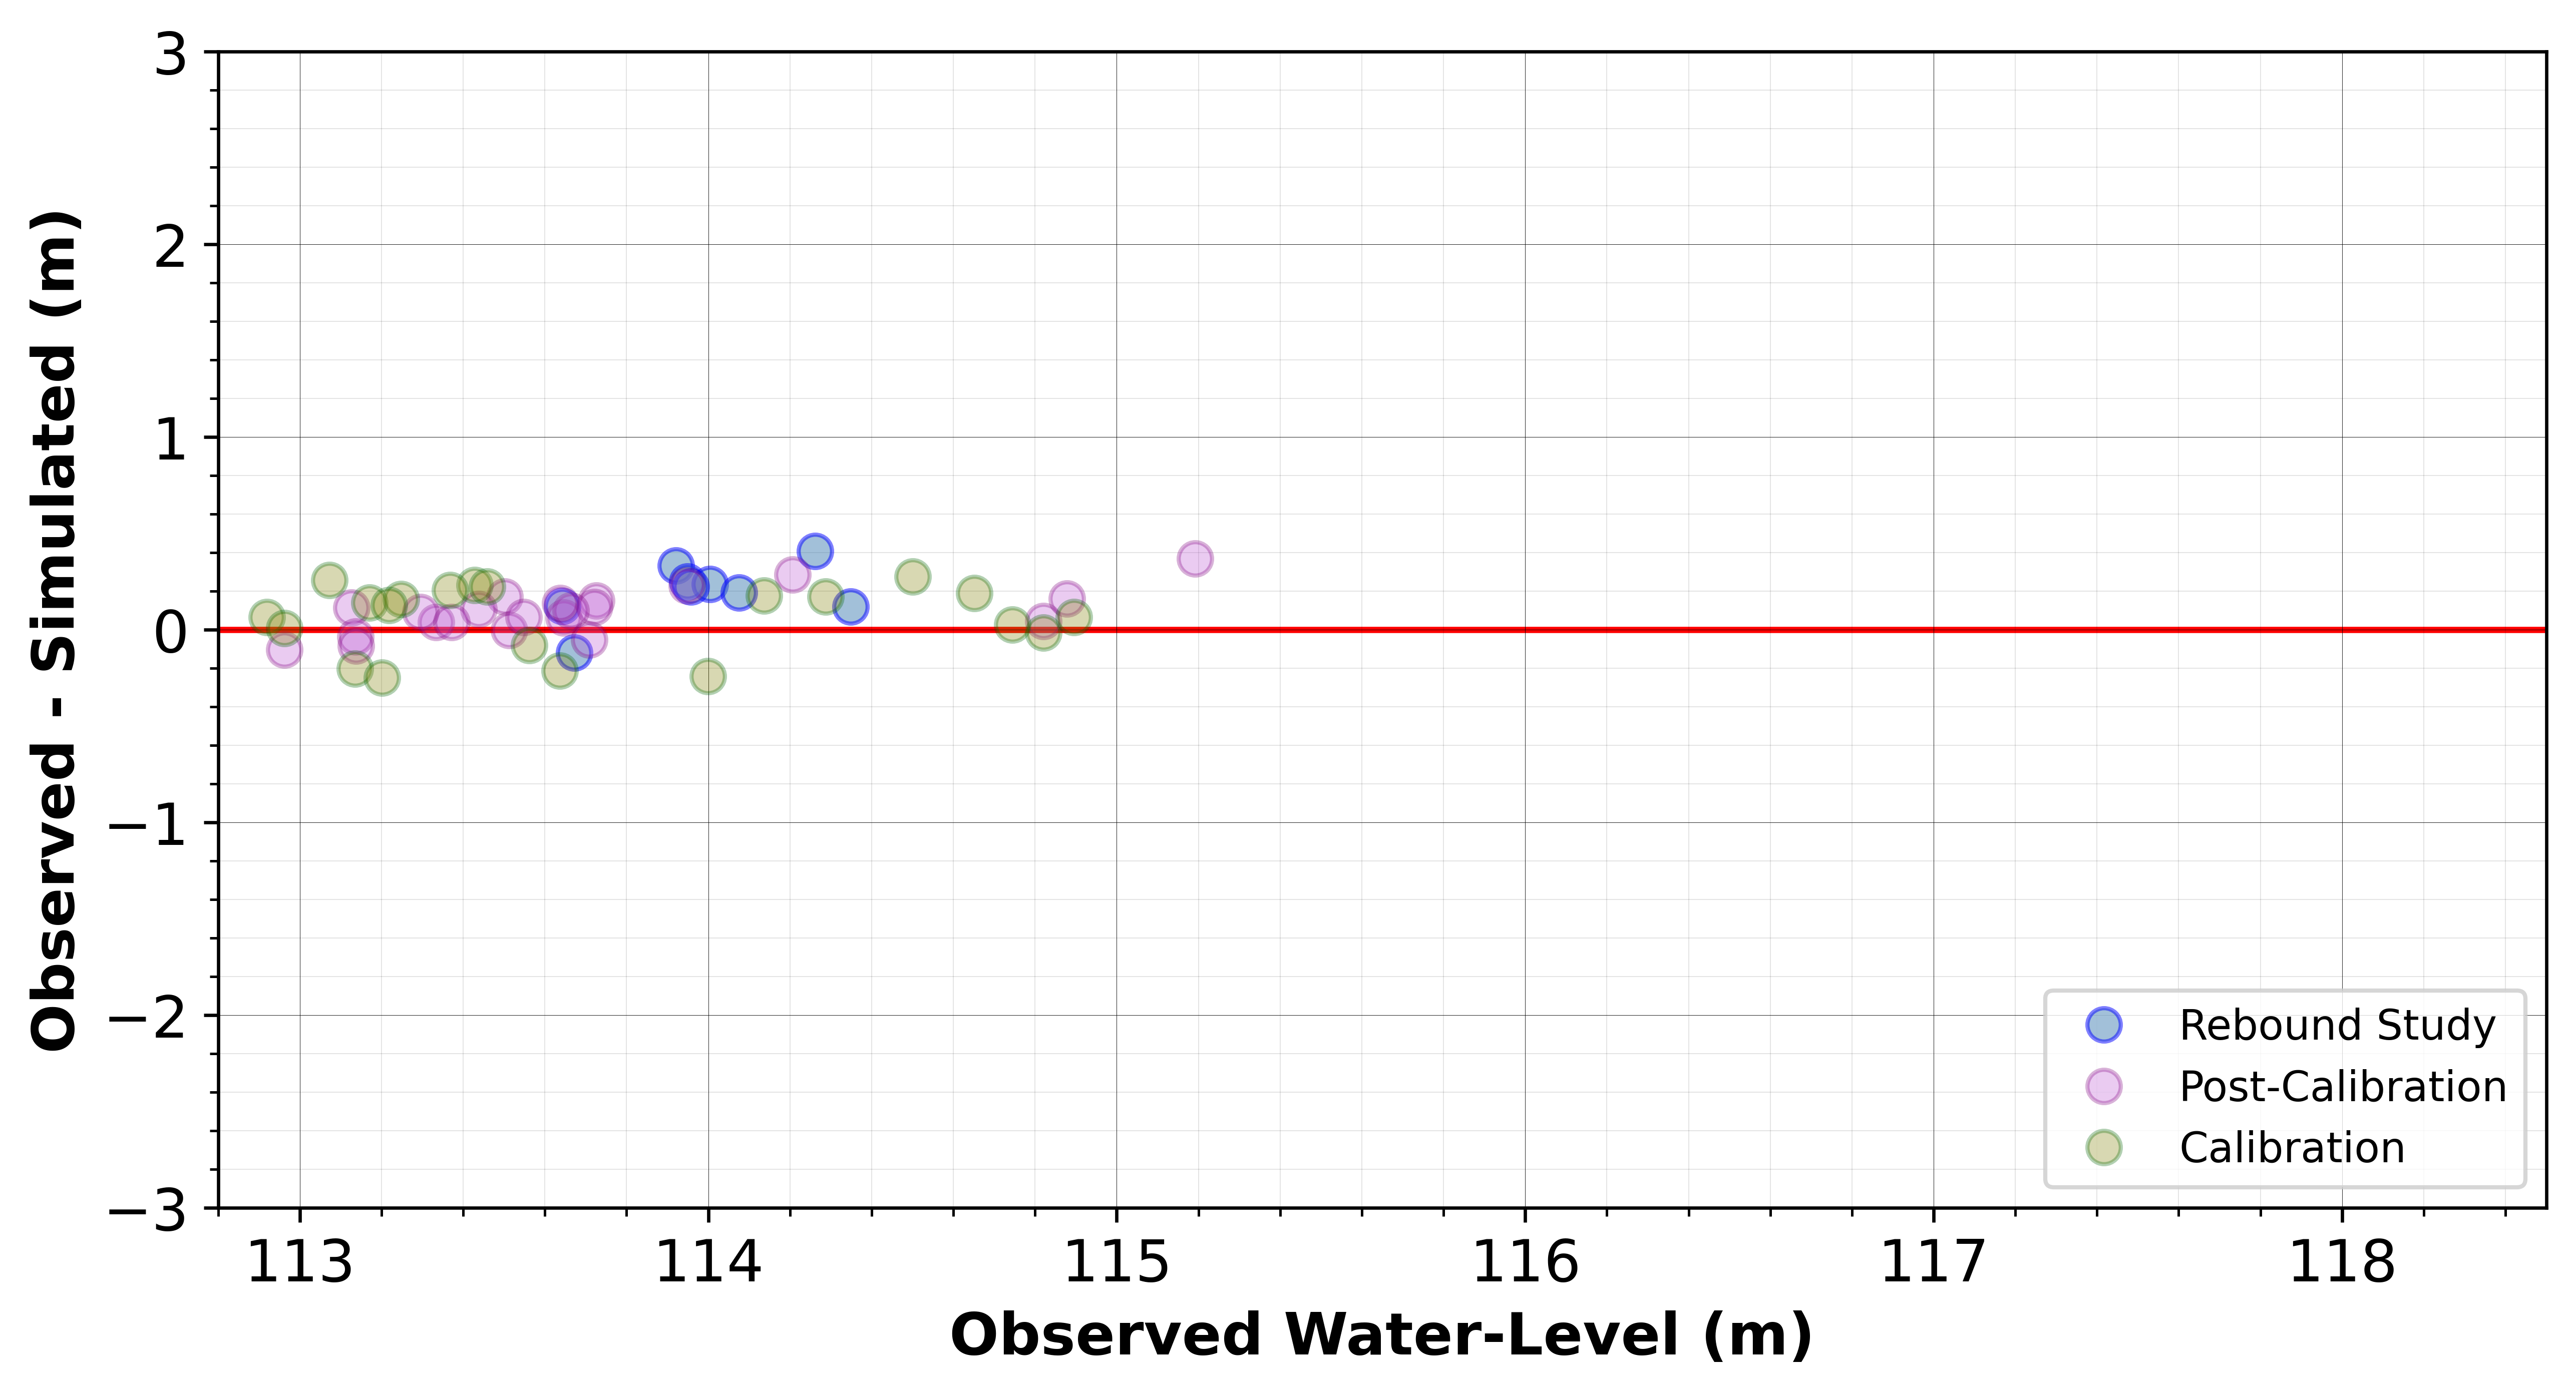 3
2
1
0
−1
−2
−3
Observed - Simulated (m)
113 114 115 116 117 118
Observed Water-Level (m)
Rebound Study
Post-Calibration
Calibration